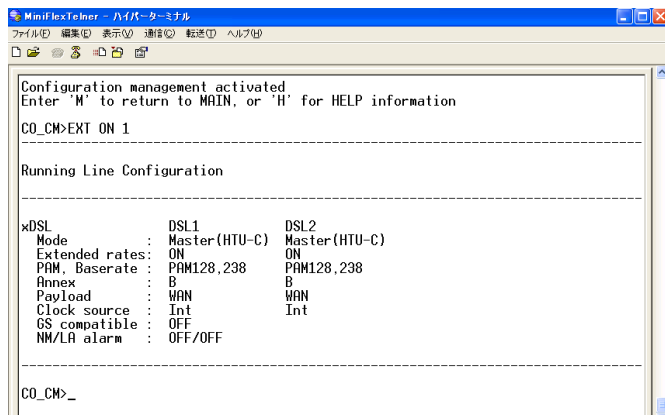 MiniFlexTelner - ハイパーターミナル
ファイル(F) 編集(E) 表示(V) 通信(C) 転送(T) ヘルプ(H)
Configuration management activated
Enter 'M' to return to MAIN, or 'H' for HELP information
CO_CM>EXT ON 1
--------------------------------------------------------------------------------
Running Line Configuration
--------------------------------------------------------------------------------
xDSL DSL1 DSL2
Mode : Master(HTU-C) Master(HTU-C)
Extended rates: ON ON
PAM, Baserate : PAM128,238 PAM128,238
Annex : B B
Payload : WAN WAN
Clock source : Int Int
GS compatible : OFF
NM/LA alarm : OFF/OFF
--------------------------------------------------------------------------------
CO_CM>_